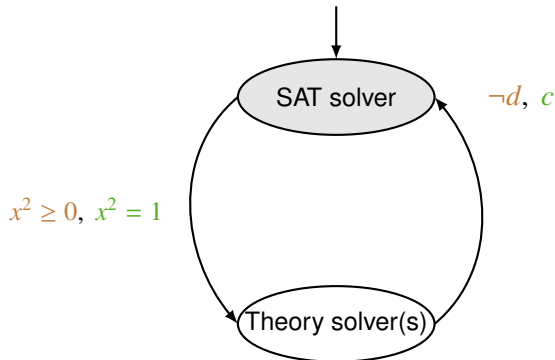 SAT solver
¬d, c
x² ≥ 0, x² = 1
Theory solver(s)